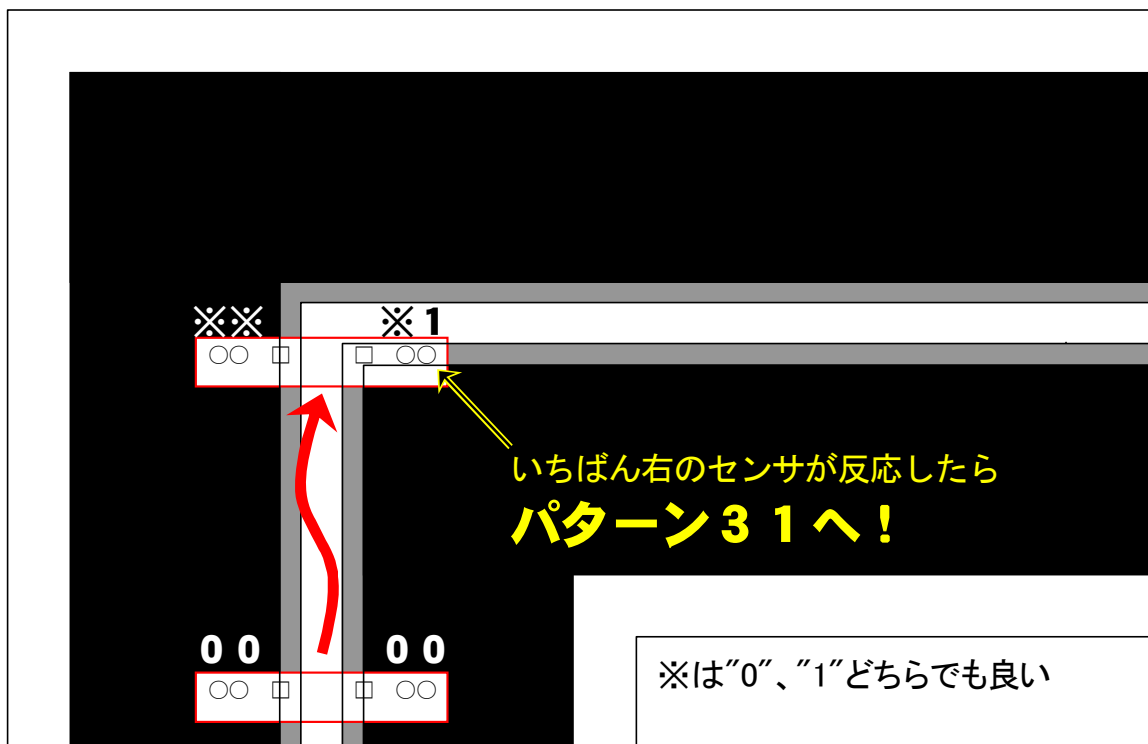 ※※ ※1
いちばん右のセンサが反応したら
パターン31へ!
00 00
※は"0"、"1"どちらでも良い